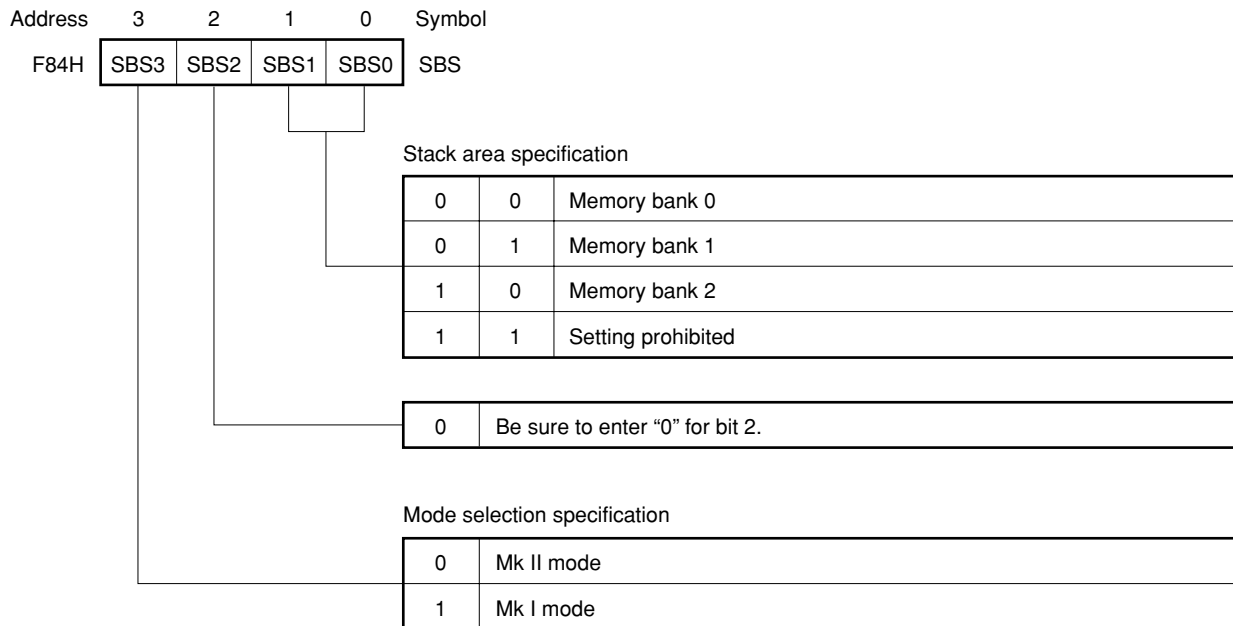 Address 3 2 1 0 Symbol
F84H SBS3 SBS2 SBS1 SBS0 SBS
Stack area specification
0 0 Memory bank 0
0 1 Memory bank 1
1 0 Memory bank 2
1 1 Setting prohibited
0 Be sure to enter “0” for bit 2.
Mode selection specification
0 Mk II mode
1 Mk I mode